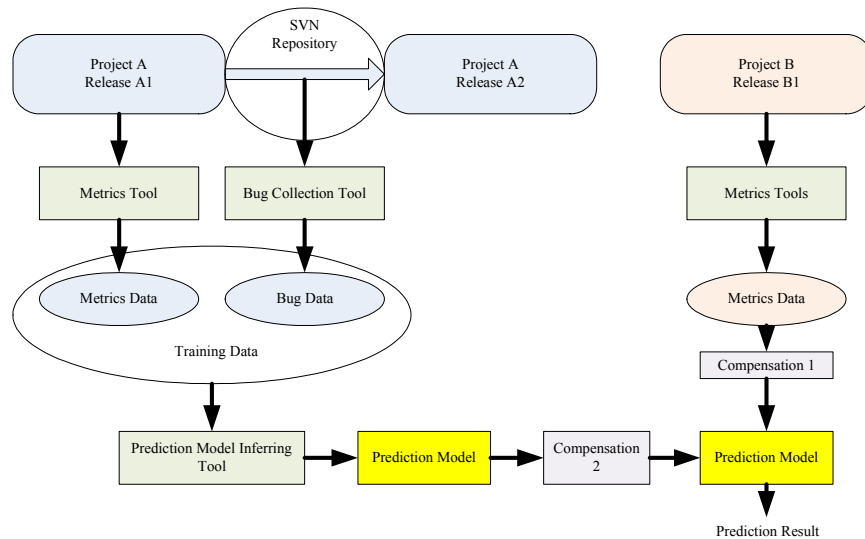 SVN
Repository
Project A
Release A1
Project A
Release A2
Project B
Release B1
Metrics Tool
Bug Collection Tool
Metrics Tools
Metrics Data
Bug Data
Metrics Data
Training Data
Compensation 1
Prediction Model Inferring
Tool
Prediction Model
Compensation
2
Prediction Model
Prediction Result